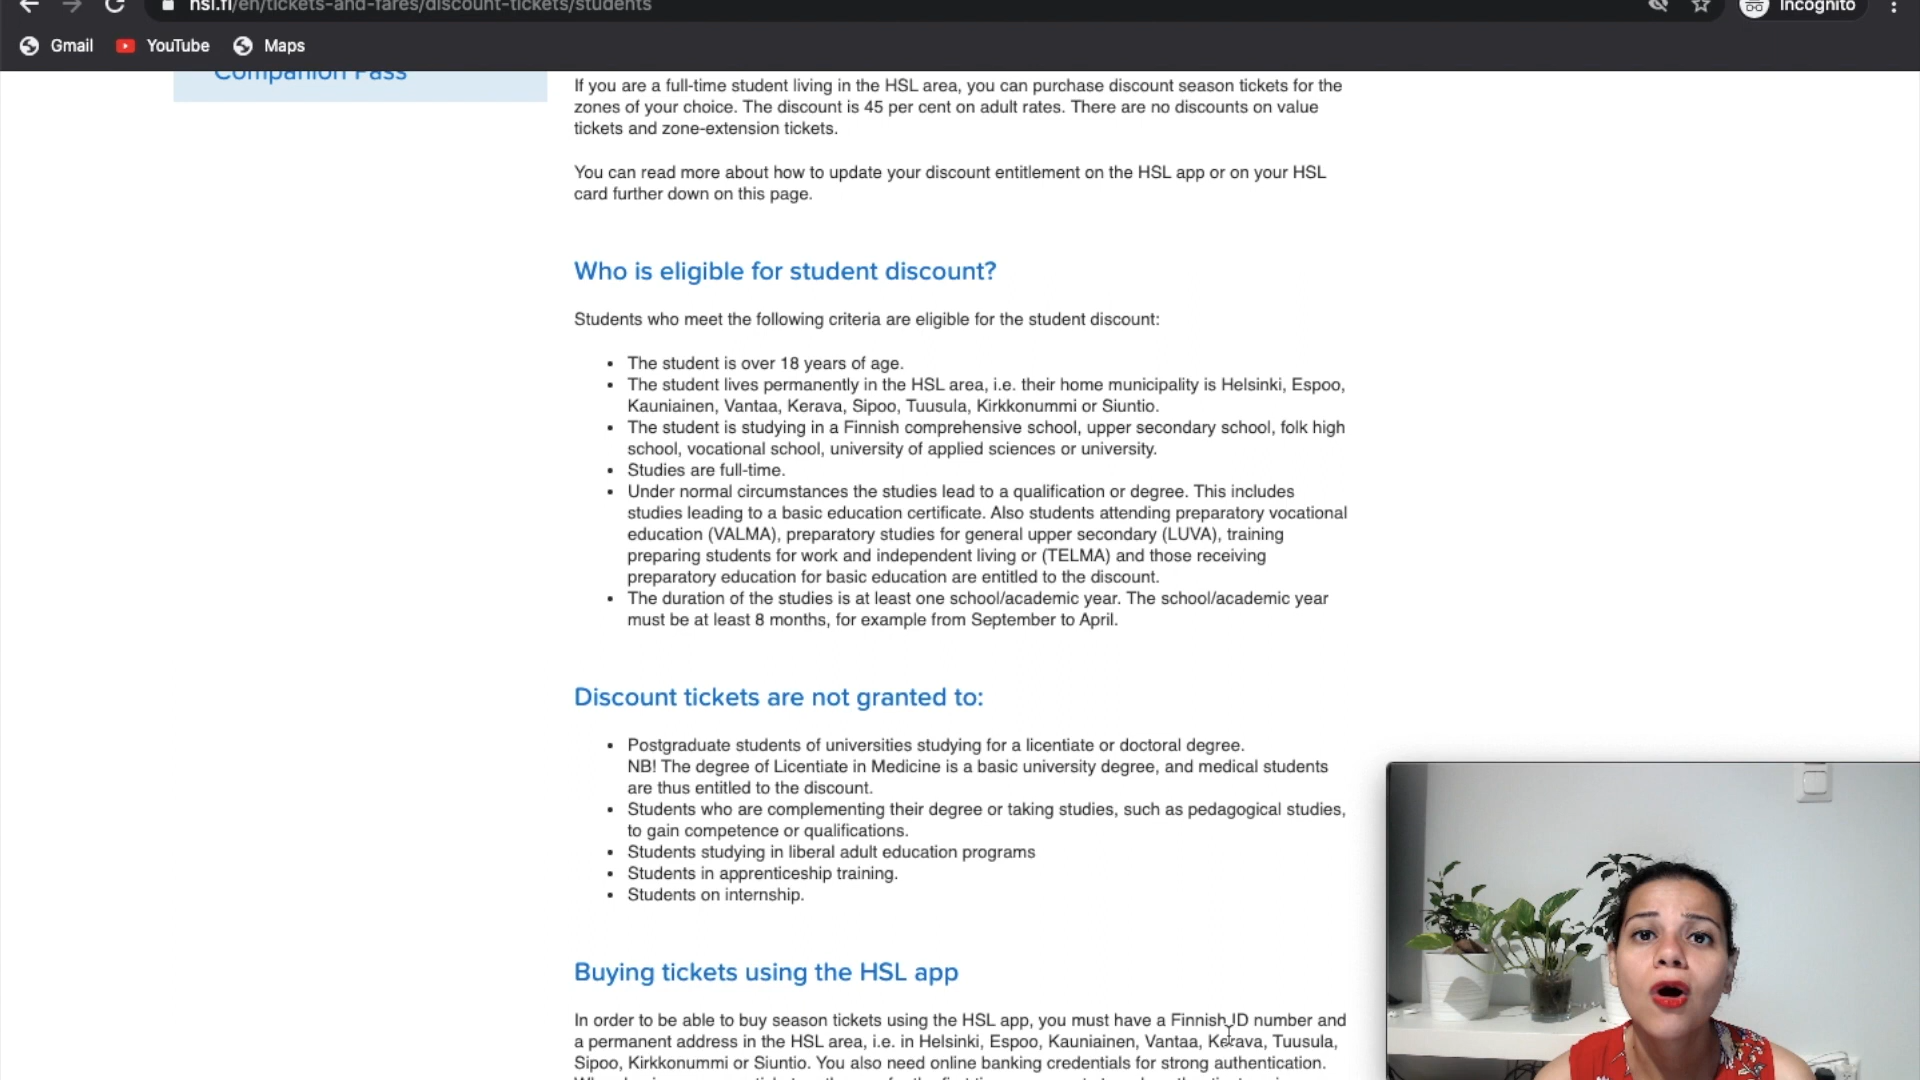 hsl.fi/en/tickets-and-fares/discount-tickets/students
Incognito
Gmail YouTube Maps
Companion Pass
If you are a full-time student living in the HSL area, you can purchase discount season tickets for the
zones of your choice. The discount is 45 per cent on adult rates. There are no discounts on value
tickets and zone-extension tickets.
You can read more about how to update your discount entitlement on the HSL app or on your HSL
card further down on this page.
Who is eligible for student discount?
Students who meet the following criteria are eligible for the student discount:
• The student is over 18 years of age.
• The student lives permanently in the HSL area, i.e. their home municipality is Helsinki, Espoo,
Kauniainen, Vantaa, Kerava, Sipoo, Tuusula, Kirkkonummi or Siuntio.
• The student is studying in a Finnish comprehensive school, upper secondary school, folk high
school, vocational school, university of applied sciences or university.
• Studies are full-time.
• Under normal circumstances the studies lead to a qualification or degree. This includes
studies leading to a basic education certificate. Also students attending preparatory vocational
education (VALMA), preparatory studies for general upper secondary (LUVA), training
preparing students for work and independent living or (TELMA) and those receiving
preparatory education for basic education are entitled to the discount.
• The duration of the studies is at least one school/academic year. The school/academic year
must be at least 8 months, for example from September to April.
Discount tickets are not granted to:
• Postgraduate students of universities studying for a licentiate or doctoral degree.
NB! The degree of Licentiate in Medicine is a basic university degree, and medical students
are thus entitled to the discount.
• Students who are complementing their degree or taking studies, such as pedagogical studies,
to gain competence or qualifications.
• Students studying in liberal adult education programs
• Students in apprenticeship training.
• Students on internship.
Buying tickets using the HSL app
In order to be able to buy season tickets using the HSL app, you must have a Finnish ID number and
a permanent address in the HSL area, i.e. in Helsinki, Espoo, Kauniainen, Vantaa, Kerava, Tuusula,
Sipoo, Kirkkonummi or Siuntio. You also need online banking credentials for strong authentication.